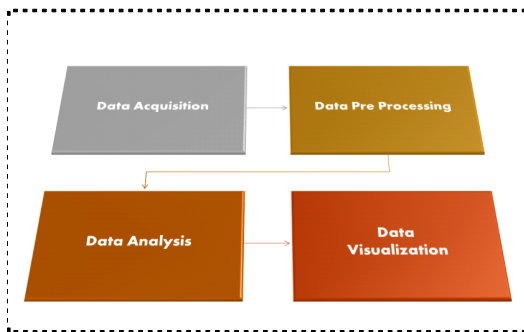 Data Acquisition
Data Pre Processing
Data Analysis
Data
Visualization